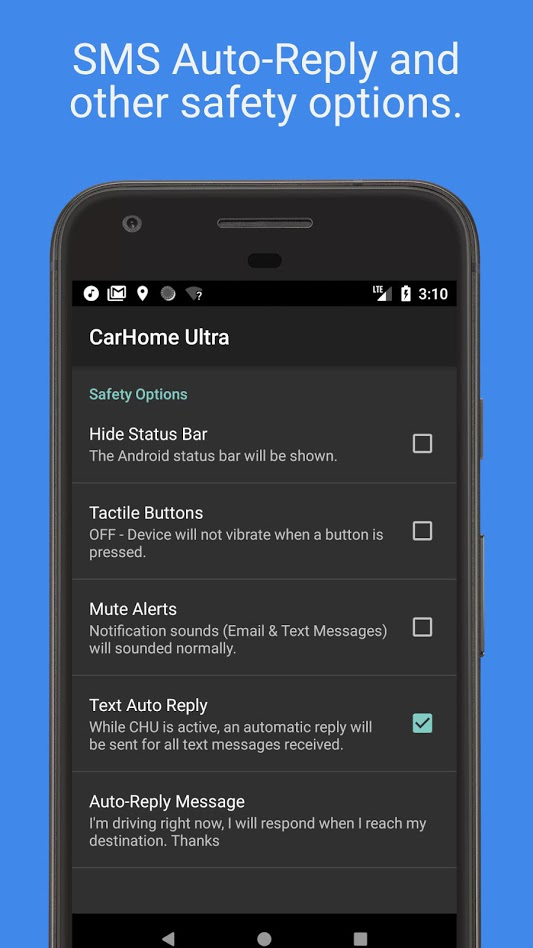 SMS Auto-Reply and
other safety options.
LTE 3:10
CarHome Ultra
Safety Options
Hide Status Bar
The Android status bar will be shown.
Tactile Buttons
OFF - Device will not vibrate when a button is
pressed.
Mute Alerts
Notification sounds (Email & Text Messages)
will sounded normally.
Text Auto Reply
While CHU is active, an automatic reply will
be sent for all text messages received.
Auto-Reply Message
I'm driving right now, I will respond when I reach my
destination. Thanks